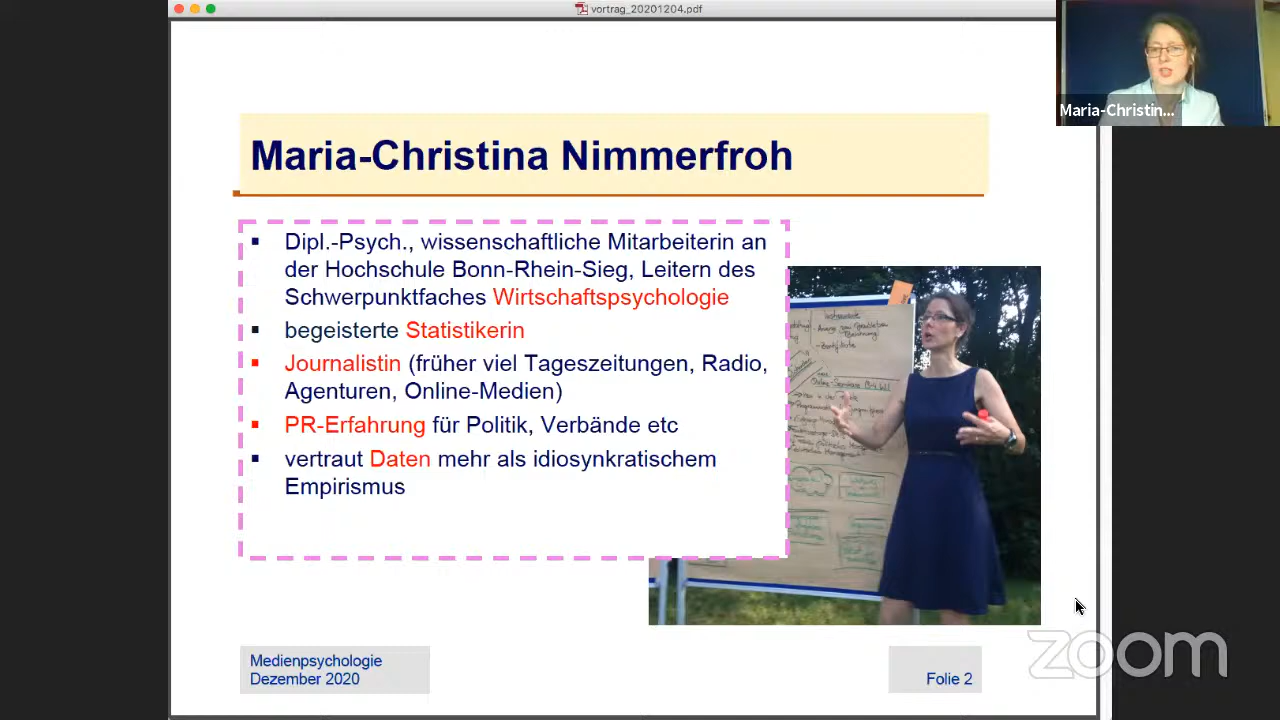 vortrag_20201204.pdf
Maria-Christin...
Maria-Christina Nimmerfroh
Dipl.-Psych., wissenschaftliche Mitarbeiterin an
der Hochschule Bonn-Rhein-Sieg, Leitern des
Schwerpunktfaches Wirtschaftspsychologie
begeisterte Statistikerin
Journalistin (früher viel Tageszeitungen, Radio,
Agenturen, Online-Medien)
PR-Erfahrung für Politik, Verbände etc
vertraut Daten mehr als idiosynkratischem
Empirismus
Medienpsychologie
Dezember 2020
Folie 2
zoom